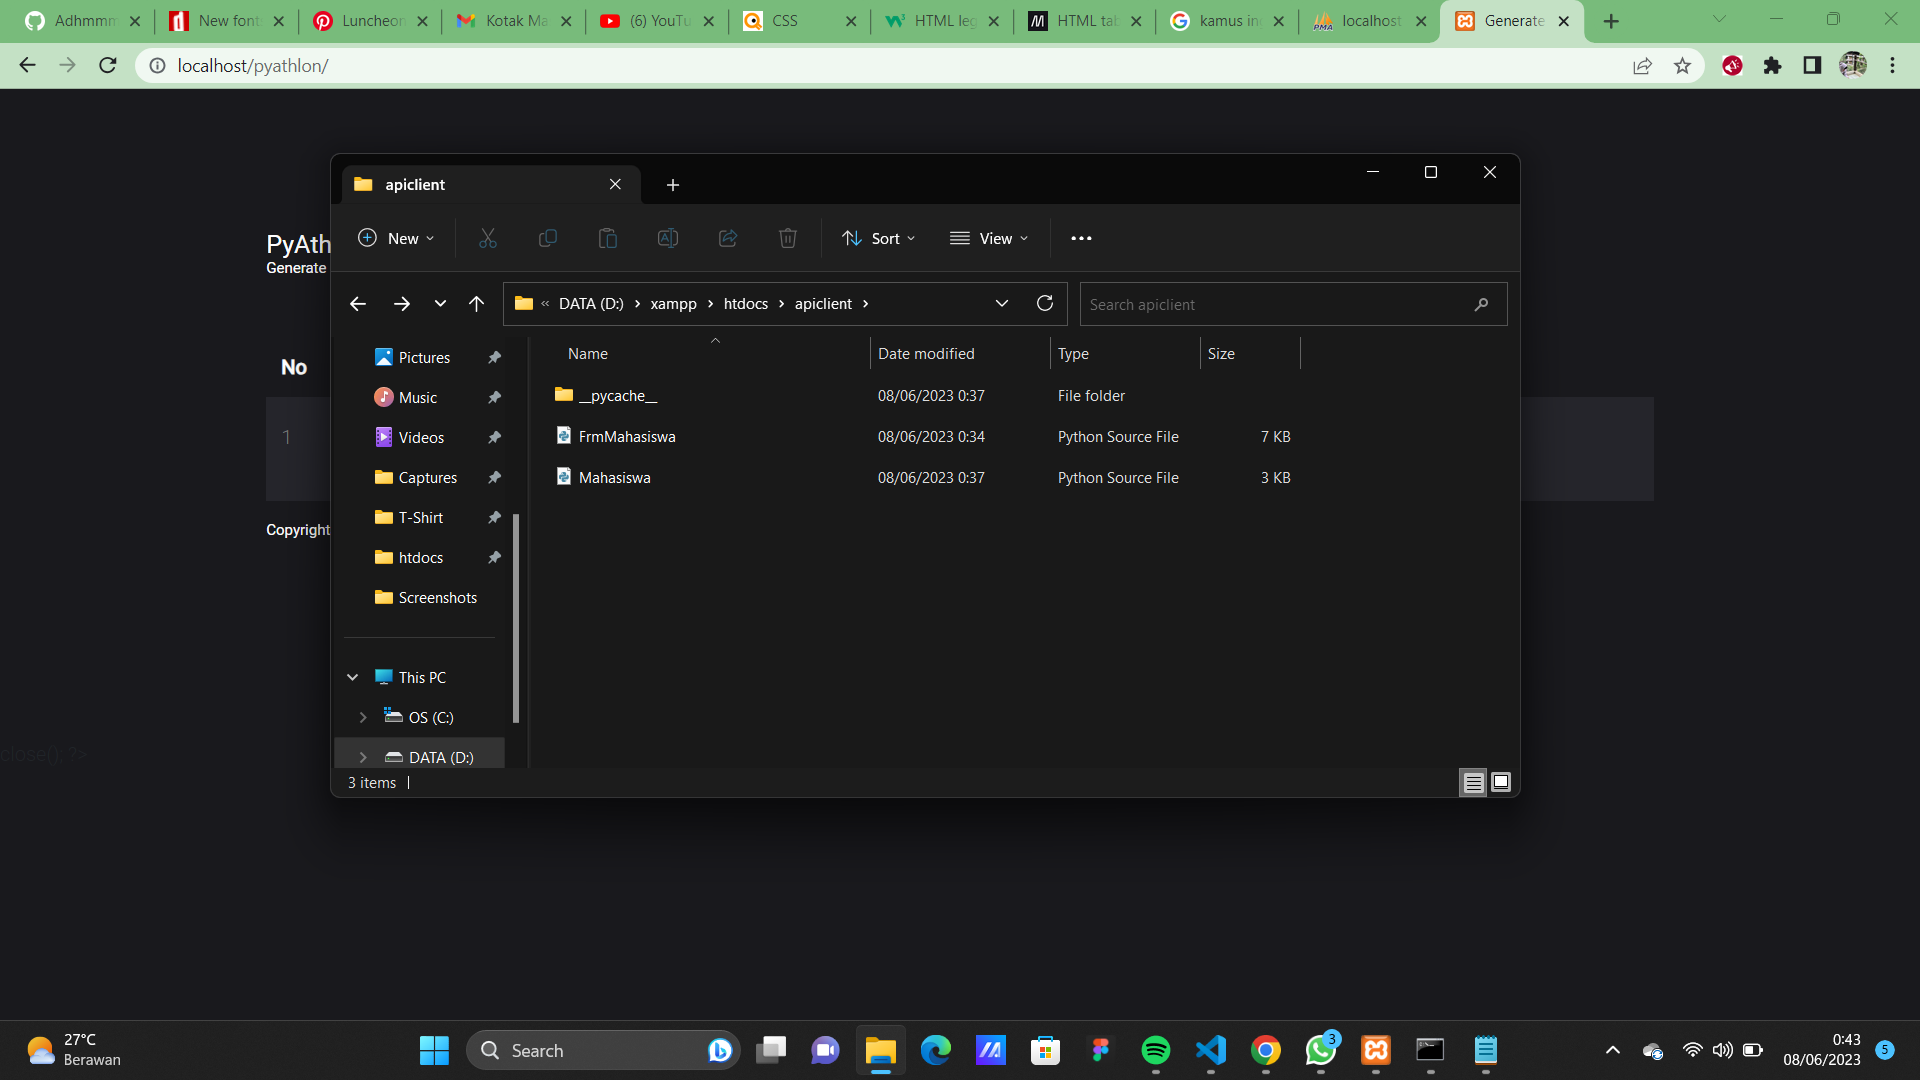 Adhmmm
New font
Luncheon
Kotak Ma
(6) YouTu
CSS
HTML leg
HTML tab
kamus ing
localhost
Generate
localhost/pyathlon/
PyAth
Generate
No
1
Copyright
close(); ?>
apiclient
New
Sort
View
« DATA (D:) > xampp > htdocs > apiclient >
Search apiclient
Pictures
Music
Videos
Captures
T-Shirt
htdocs
Screenshots
This PC
OS (C:)
DATA (D:)
Name Date modified Type Size
__pycache__ 08/06/2023 0:37 File folder
FrmMahasiswa 08/06/2023 0:34 Python Source File 7 KB
Mahasiswa 08/06/2023 0:37 Python Source File 3 KB
3 items
27°C
Berawan
Search
3
0:43
08/06/2023
5